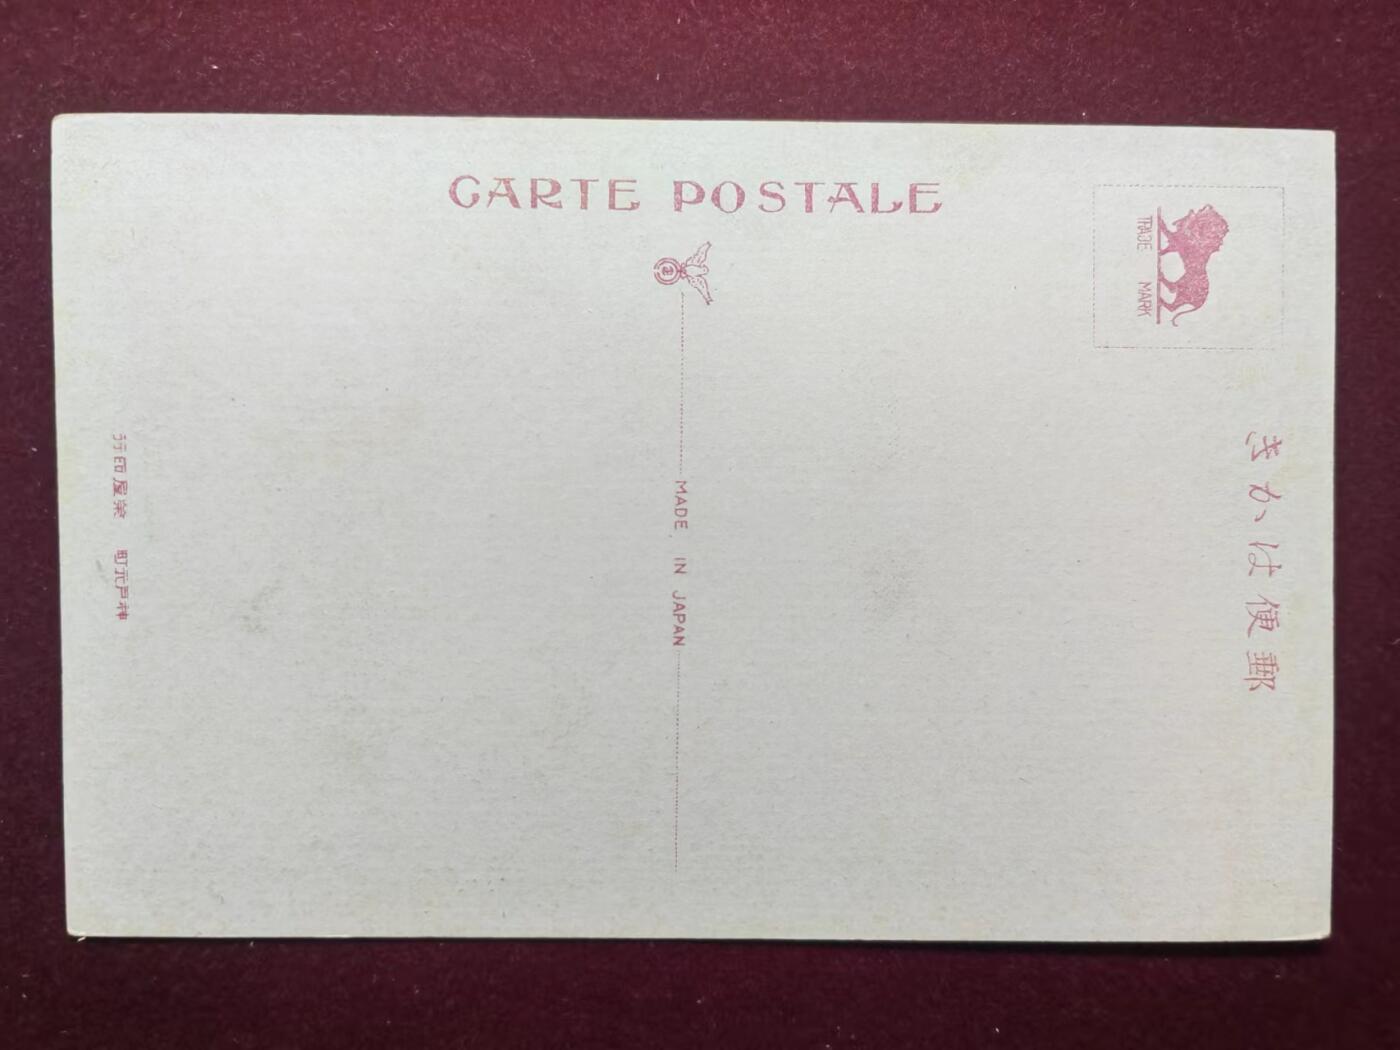 CARTE POSTALE
TRADE MARK
きかは便郵
MADE IN JAPAN
行印屋栄 町元戸神